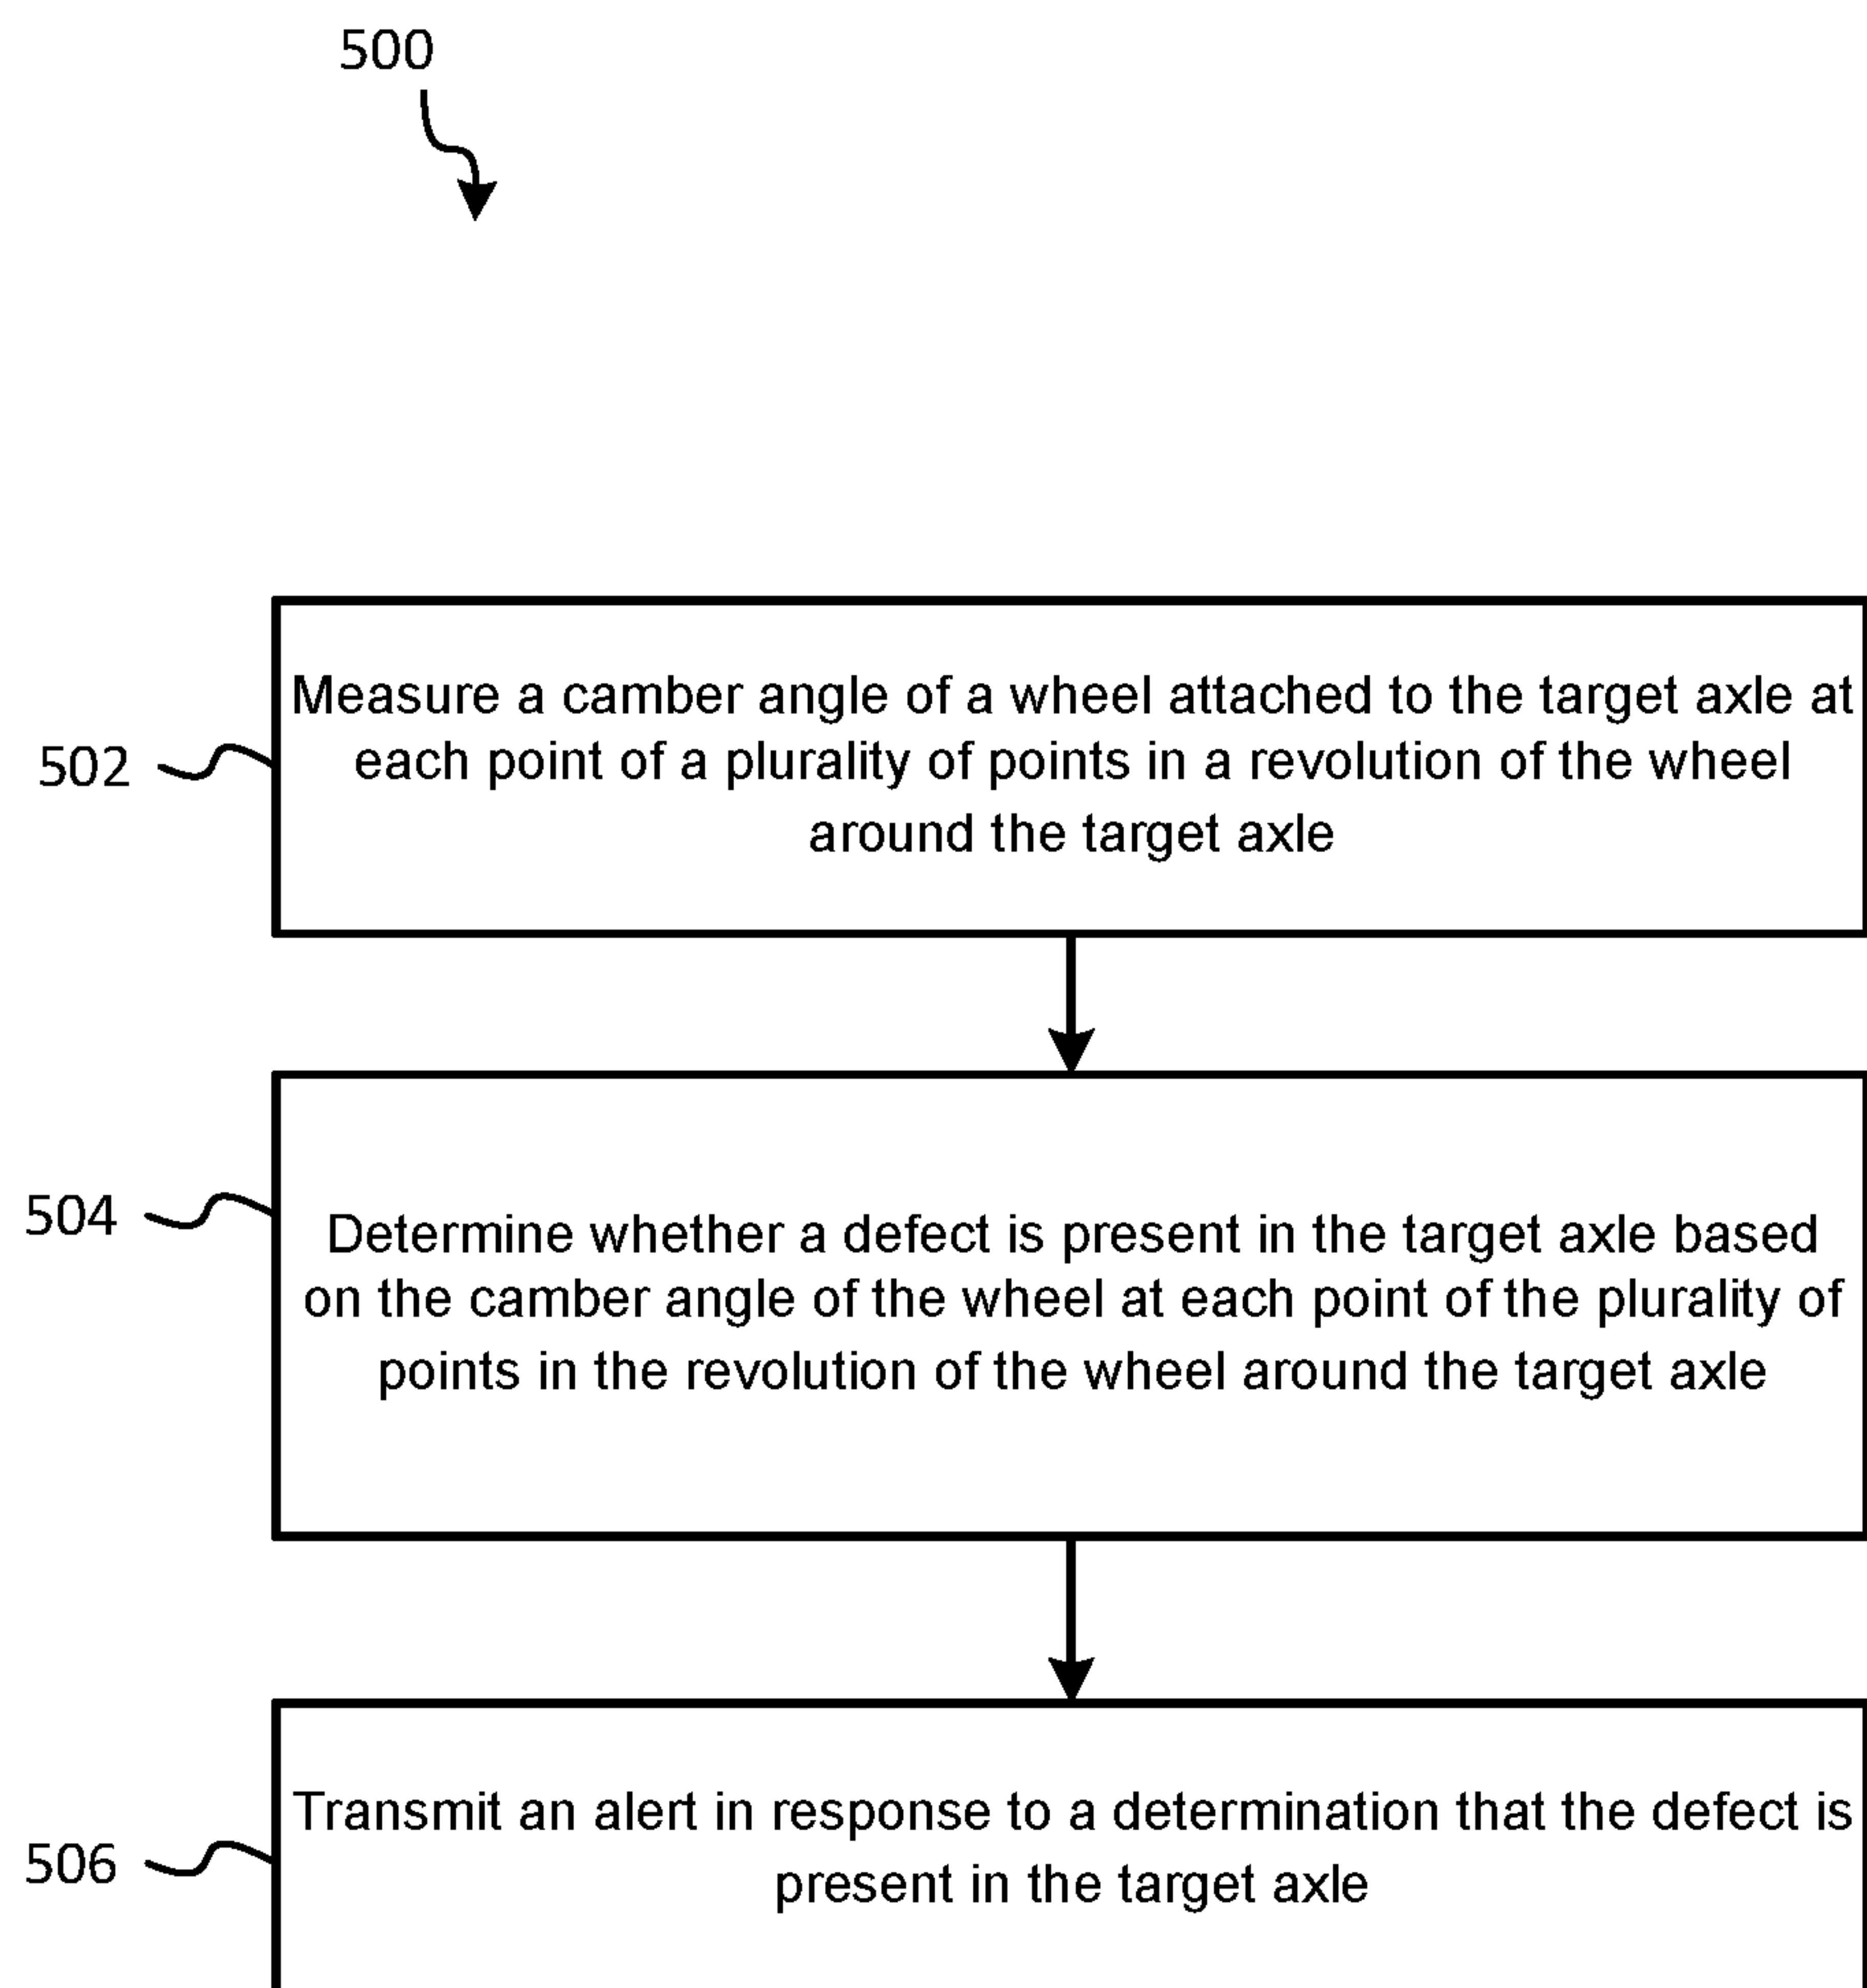 500
502
Measure a camber angle of a wheel attached to the target axle at
each point of a plurality of points in a revolution of the wheel
around the target axle
504
Determine whether a defect is present in the target axle based
on the camber angle of the wheel at each point of the plurality of
points in the revolution of the wheel around the target axle
506
Transmit an alert in response to a determination that the defect is
present in the target axle